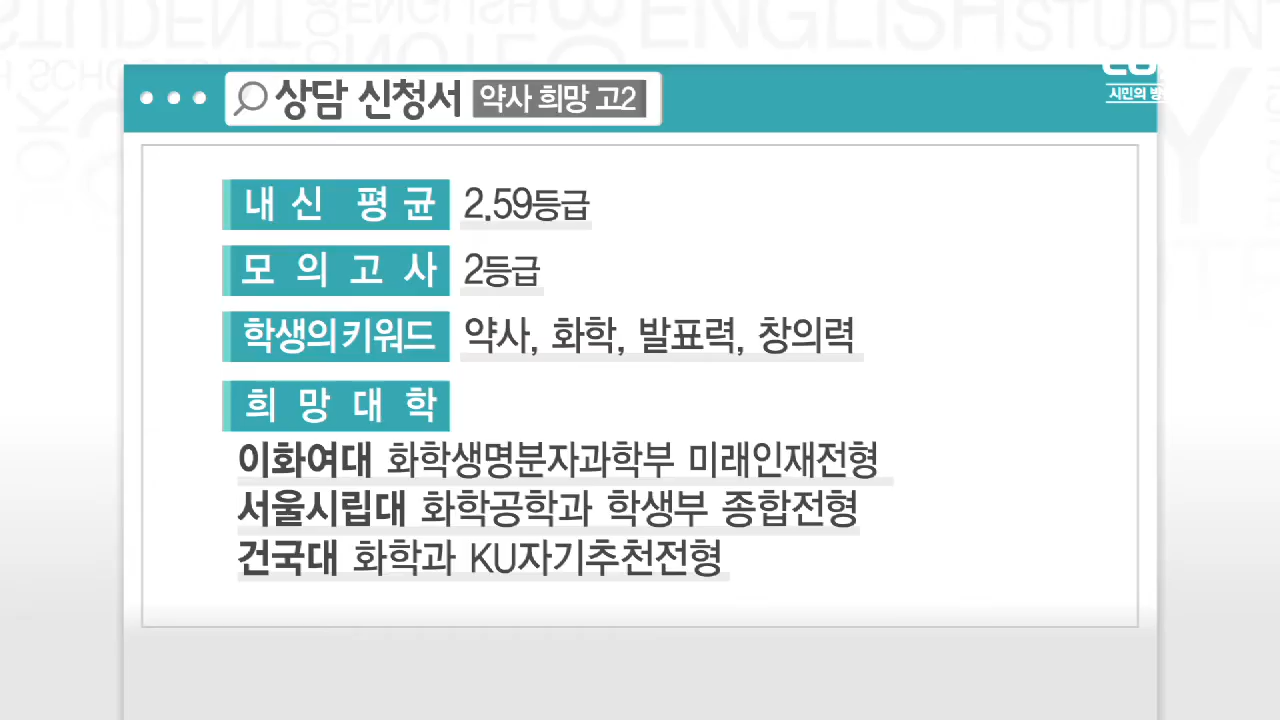 상담 신청서 약사 희망 고2
시민의 방
내신 평균 2.59등급
모의고사 2등급
학생의 키워드 약사, 화학, 발표력, 창의력
희망대학
이화여대 화학생명분자과학부 미래인재전형
서울시립대 화학공학과 학생부 종합전형
건국대 화학과 KU자기추천전형